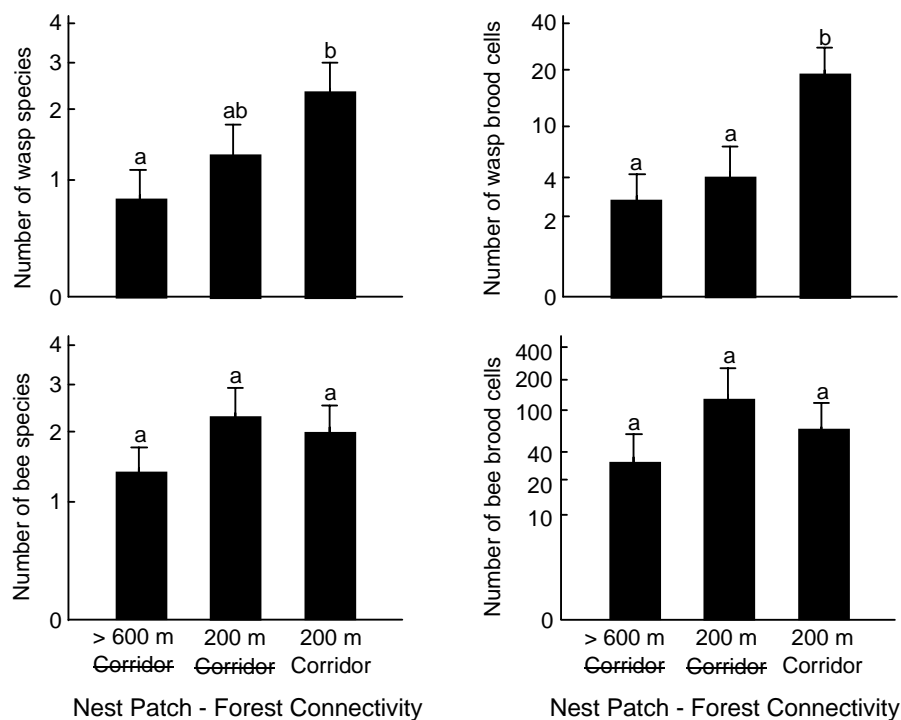 Number of wasp species
4
3
2
1
0
a
ab
b
Number of wasp brood cells
40
20
10
4
2
0
a
a
b
Number of bee species
4
3
2
1
0
a
a
a
> 600 m
200 m
200 m
Corridor
Corridor
Corridor
Nest Patch - Forest Connectivity
Number of bee brood cells
400
200
100
40
20
10
0
a
a
a
> 600 m
200 m
200 m
Corridor
Corridor
Corridor
Nest Patch - Forest Connectivity